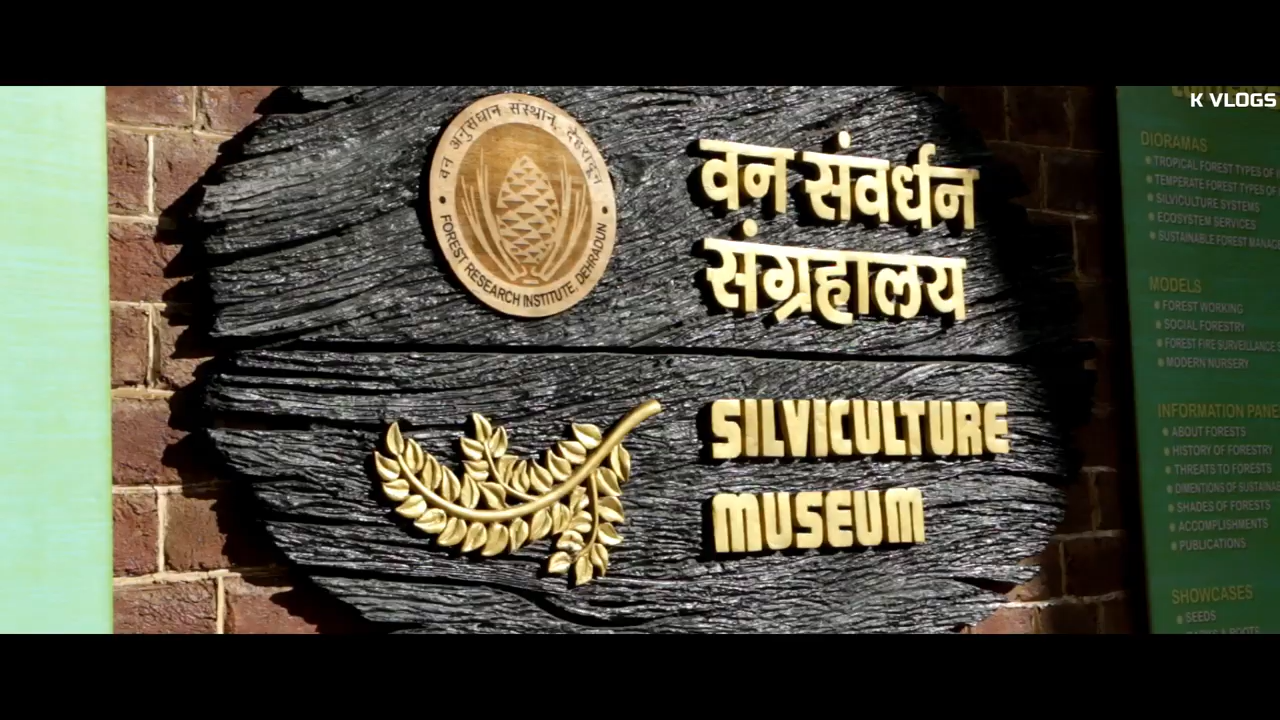 K VLOGS
वन अनुसंधान संस्थान, देहरादून
FOREST RESEARCH INSTITUTE, DEHRADUN
वन संवर्धन
संग्रहालय
SILVICULTURE
MUSEUM
DIORAMAS
TROPICAL FOREST TYPES OF
TEMPERATE FOREST TYPES OF
SILVICULTURE SYSTEMS
ECOSYSTEM SERVICES
SUSTAINABLE FOREST
MODELS
FOREST WORKING
SOCIAL FORESTRY
FOREST FIRE SURVEILLANCE
MODERN NURSERY
INFORMATION
ABOUT FORESTS
HISTORY OF FORESTRY
THREATS TO FORESTS
DIMENTIONS OF
SHADES OF FORESTS
ACCOMPLISHMENTS
PUBLICATIONS
SHOWCASES
SEEDS